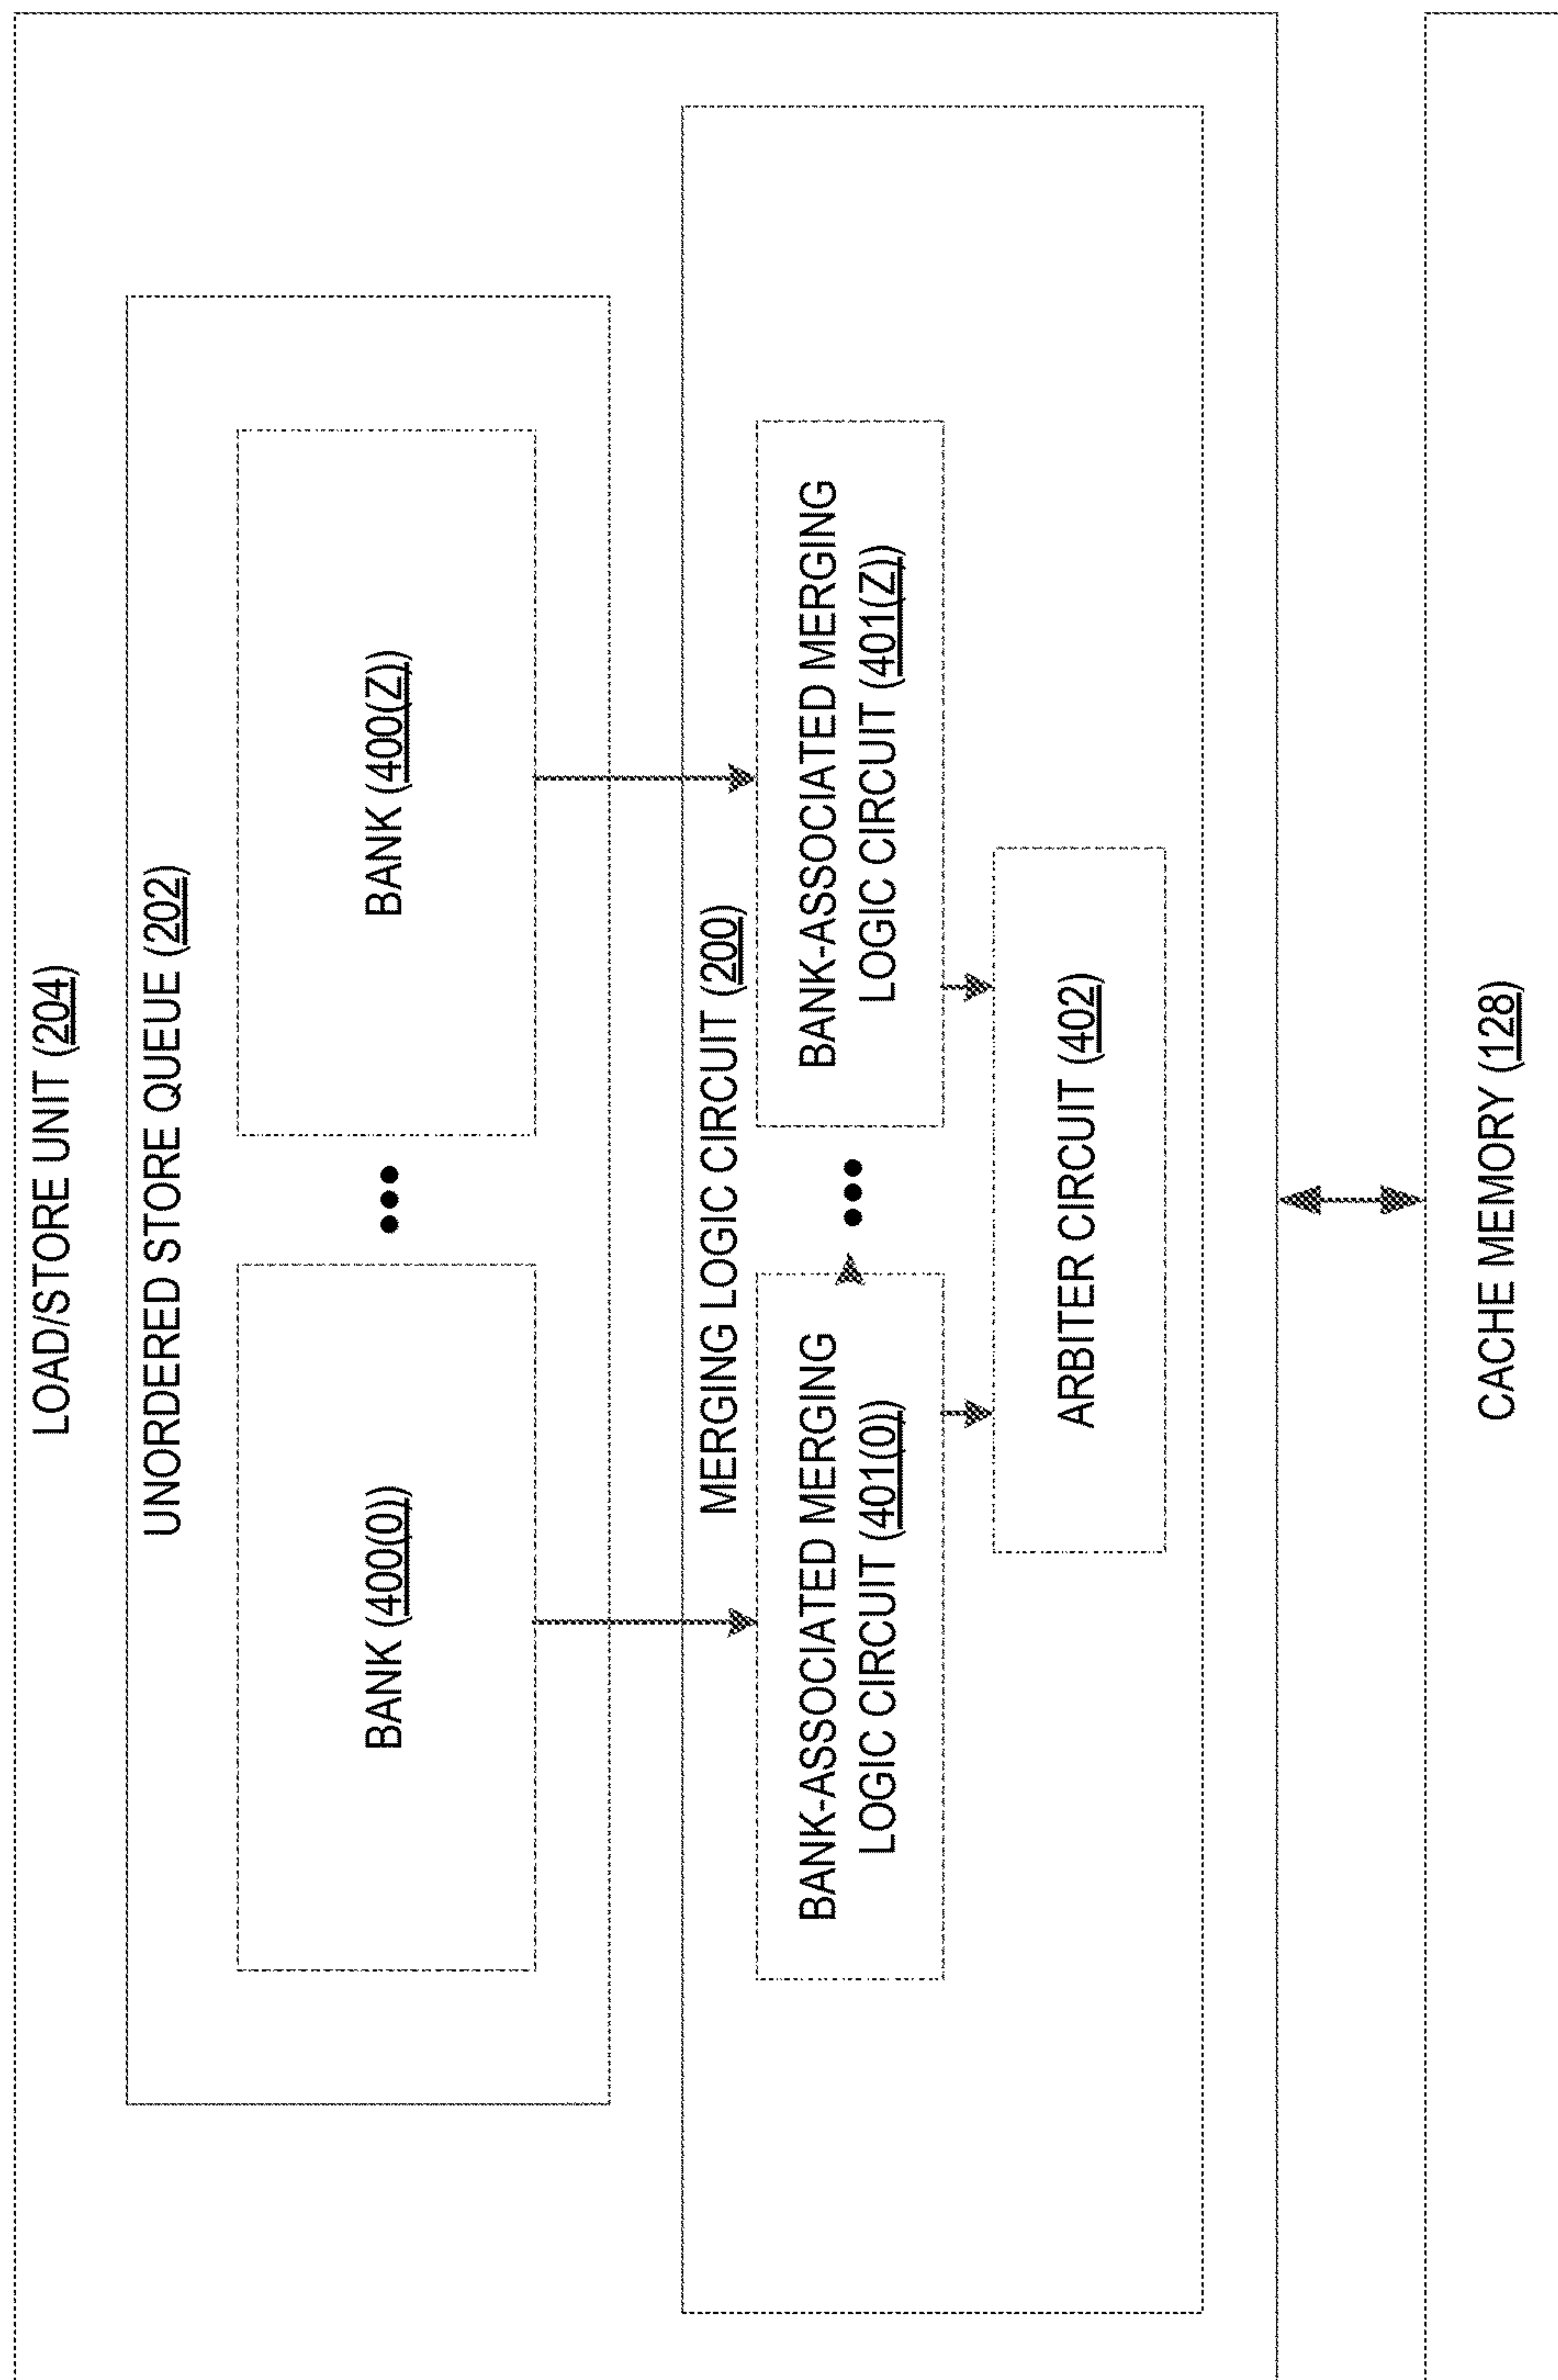 LOAD/STORE UNIT (204)
UNORDERED STORE QUEUE (202)
BANK (400(0))
BANK (400(Z))
MERGING LOGIC CIRCUIT (200)
BANK-ASSOCIATED MERGING
LOGIC CIRCUIT (401(0))
BANK-ASSOCIATED MERGING
LOGIC CIRCUIT (401(Z))
ARBITER CIRCUIT (402)
CACHE MEMORY (128)